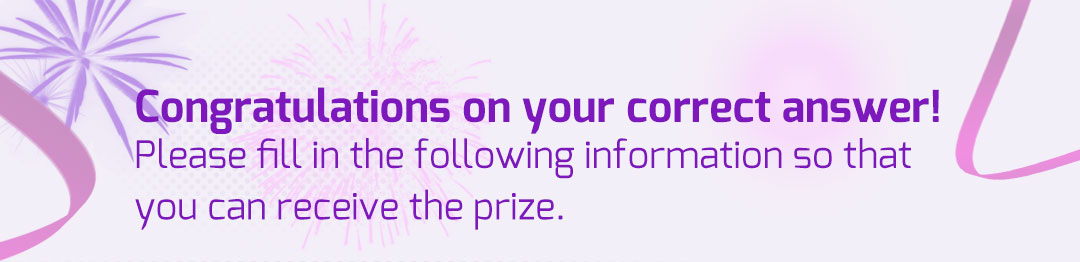 Congratulations on your correct answer!
Please fill in the following information so that
you can receive the prize.